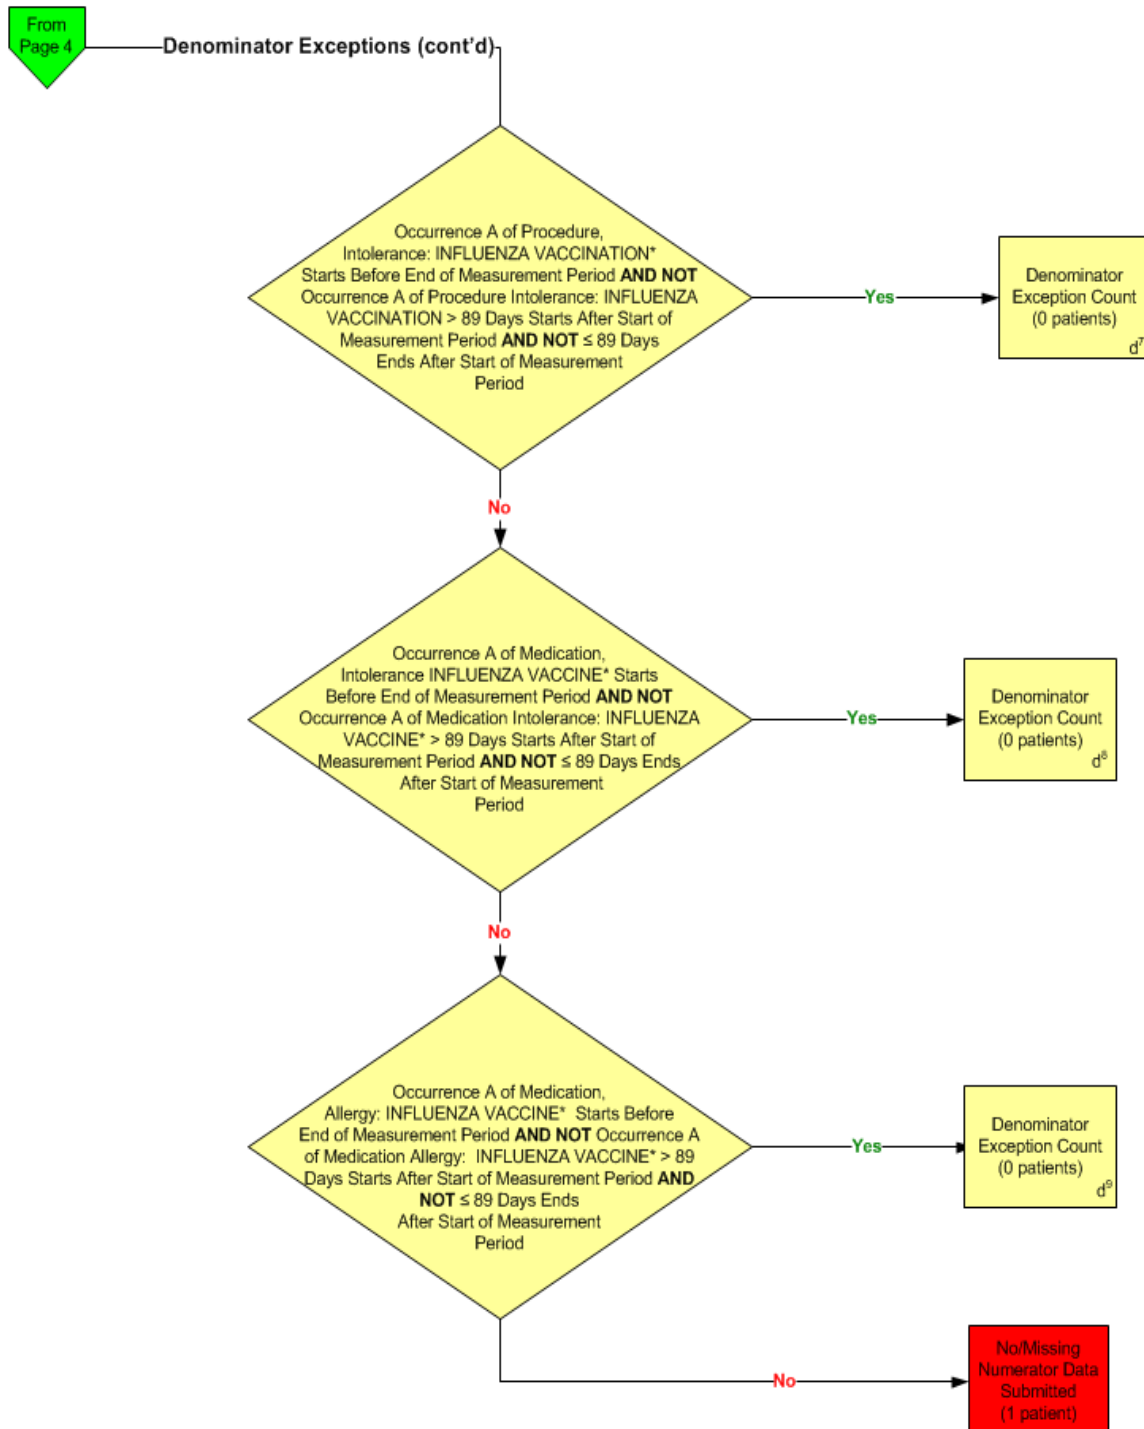 From
Page 4
Denominator Exceptions (cont'd)
Occurrence A of Procedure,
Intolerance: INFLUENZA VACCINATION*
Starts Before End of Measurement Period AND NOT
Occurrence A of Procedure Intolerance: INFLUENZA
VACCINATION > 89 Days Starts After Start of
Measurement Period AND NOT ≤ 89 Days
Ends After Start of Measurement
Period
Yes
Denominator
Exception Count
(0 patients)
d⁷
No
Occurrence A of Medication,
Intolerance INFLUENZA VACCINE* Starts
Before End of Measurement Period AND NOT
Occurrence A of Medication Intolerance: INFLUENZA
VACCINE* > 89 Days Starts After Start of
Measurement Period AND NOT ≤ 89 Days Ends
After Start of Measurement
Period
Yes
Denominator
Exception Count
(0 patients)
d⁸
No
Occurrence A of Medication,
Allergy: INFLUENZA VACCINE* Starts Before
End of Measurement Period AND NOT Occurrence A
of Medication Allergy: INFLUENZA VACCINE* > 89
Days Starts After Start of Measurement Period AND
NOT ≤ 89 Days Ends
After Start of Measurement
Period
Yes
Denominator
Exception Count
(0 patients)
d⁹
No
No/Missing
Numerator Data
Submitted
(1 patient)